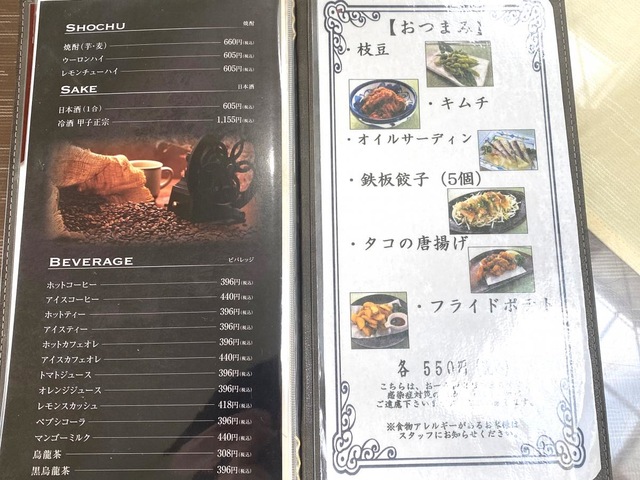 SHOCHU 焼酎
焼酎（芋・麦） 660円(税込)
ウーロンハイ 605円(税込)
レモンチューハイ 605円(税込)
SAKE 日本酒
日本酒（1合） 605円(税込)
冷酒 甲子正宗 1,155円(税込)
BEVERAGE ビバレッジ
ホットコーヒー 396円(税込)
アイスコーヒー 440円(税込)
ホットティー 396円(税込)
アイスティー 396円(税込)
ホットカフェオレ 396円(税込)
アイスカフェオレ 440円(税込)
トマトジュース 396円(税込)
オレンジジュース 396円(税込)
レモンスカッシュ 418円(税込)
ペプシコーラ 396円(税込)
マンゴーミルク 440円(税込)
烏龍茶 308円(税込)
黒烏龍茶 396円(税込)
【おつまみ】
・枝豆
・キムチ
・オイルサーディン
・鉄板餃子（5個）
・タコの唐揚げ
・フライドポテト
各 550円
こちらは、お一
感染症対策の
ご遠慮下さいま
※食物アレルギーがあるお客様は
スタッフにお知らせください。